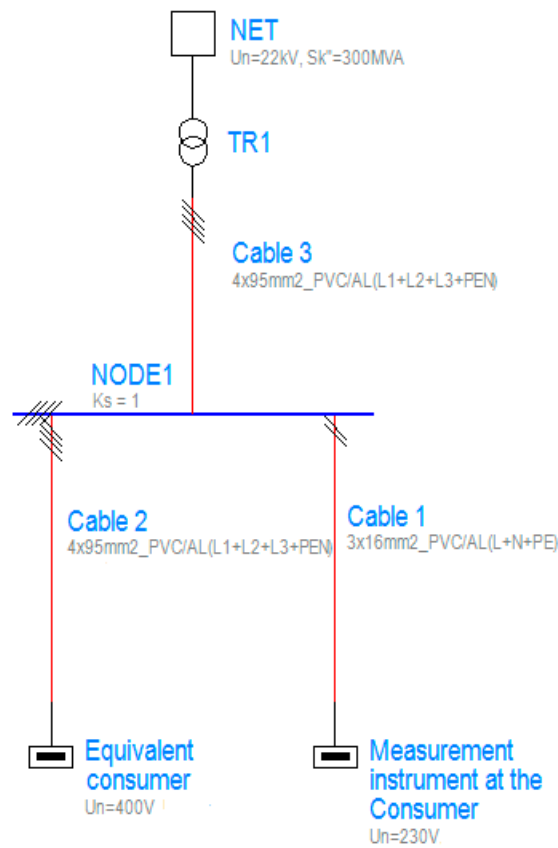 NET
Un=22kV, Sk"=300MVA
TR1
Cable 3
4x95mm2_PVC/AL(L1+L2+L3+PEN)
NODE1
Ks = 1
Cable 2
4x95mm2_PVC/AL(L1+L2+L3+PEN)
Cable 1
3x16mm2_PVC/AL(L+N+PE)
Equivalent
consumer
Un=400V
Measurement
instrument at the
Consumer
Un=230V